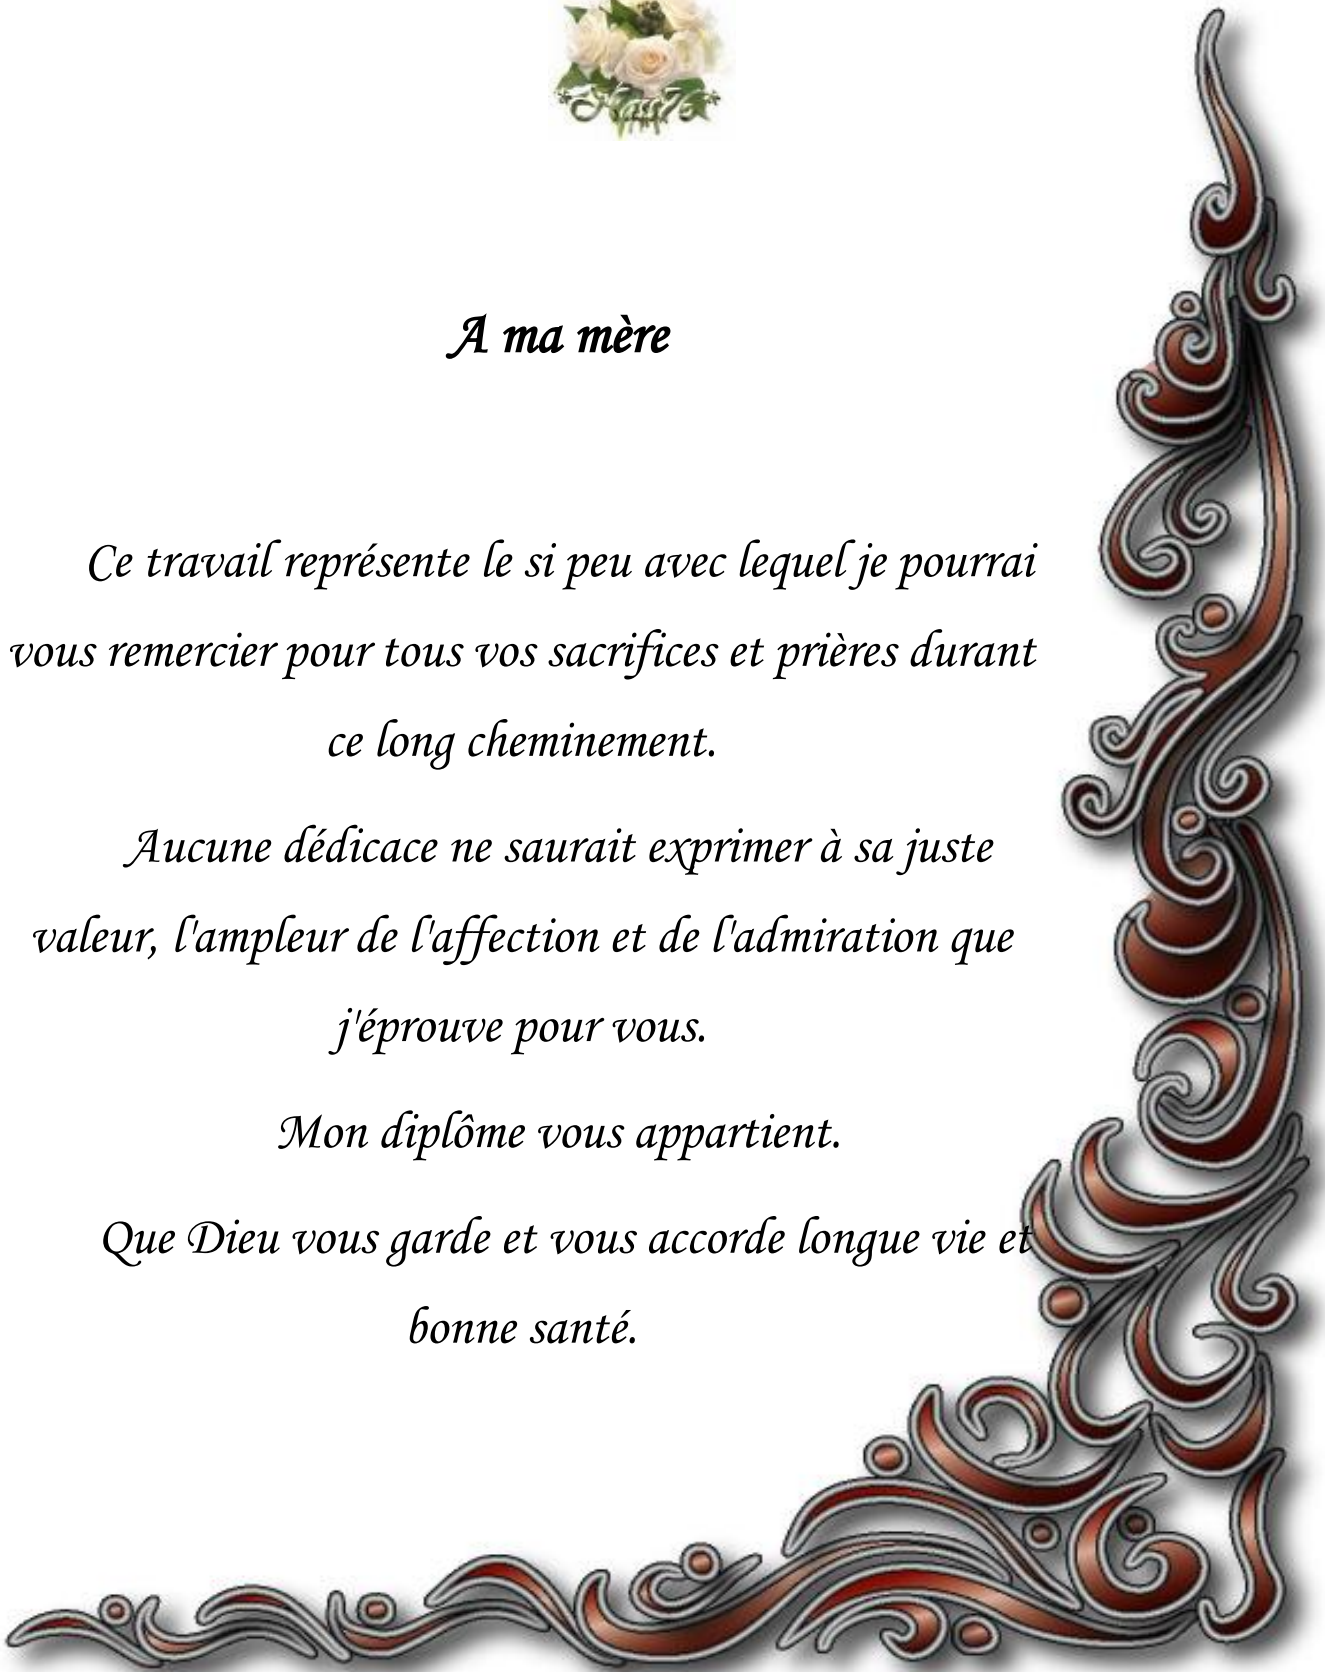 A ma mère
Ce travail représente le si peu avec lequel je pourrai
vous remercier pour tous vos sacrifices et prières durant
ce long cheminement.
Aucune dédicace ne saurait exprimer à sa juste
valeur, l'ampleur de l'affection et de l'admiration que
j'éprouve pour vous.
Mon diplôme vous appartient.
Que Dieu vous garde et vous accorde longue vie et
bonne santé.